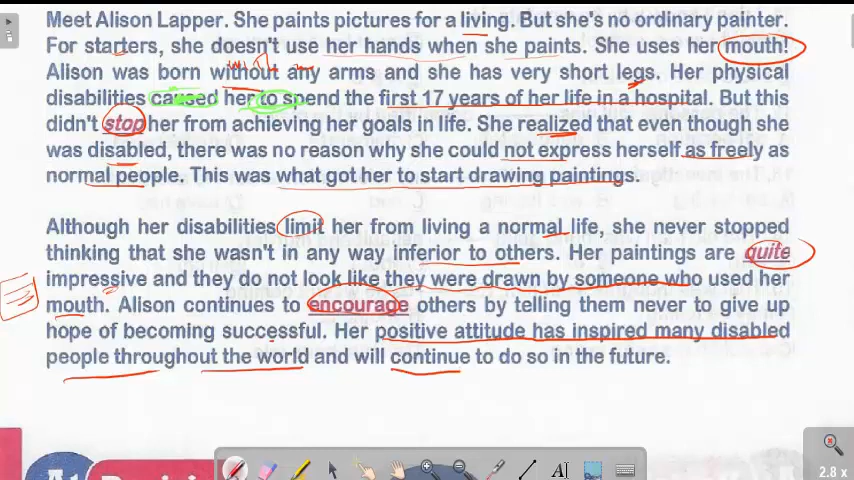 Meet Alison Lapper. She paints pictures for a living. But she's no ordinary painter.
For starters, she doesn't use her hands when she paints. She uses her mouth!
with
Alison was born without any arms and she has very short legs. Her physical
disabilities caused her to spend the first 17 years of her life in a hospital. But this
didn't stop her from achieving her goals in life. She realized that even though she
was disabled, there was no reason why she could not express herself as freely as
normal people. This was what got her to start drawing paintings.
Although her disabilities limit her from living a normal life, she never stopped
thinking that she wasn't in any way inferior to others. Her paintings are quite
impressive and they do not look like they were drawn by someone who used her
mouth. Alison continues to encourage others by telling them never to give up
hope of becoming successful. Her positive attitude has inspired many disabled
people throughout the world and will continue to do so in the future.
2.8 x